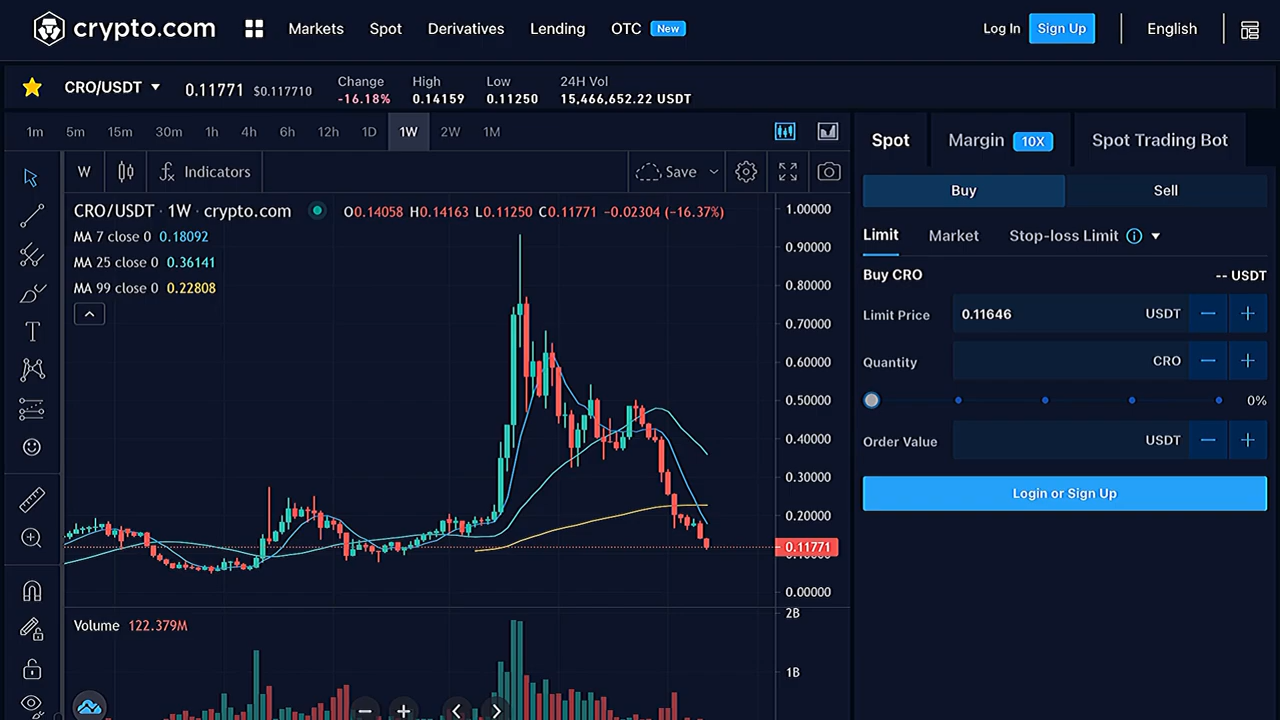 crypto.com Markets Spot Derivatives Lending OTC New Log In Sign Up English
CRO/USDT 0.11771 $0.117710 Change -16.18% High 0.14159 Low 0.11250 24H Vol 15,466,652.22 USDT
1m 5m 15m 30m 1h 4h 6h 12h 1D 1W 2W 1M
W fx Indicators Save
CRO/USDT · 1W · crypto.com O0.14058 H0.14163 L0.11250 C0.11771 -0.02304 (-16.37%)
MA 7 close 0 0.18092
MA 25 close 0 0.36141
MA 99 close 0 0.22808
1.00000
0.90000
0.80000
0.70000
0.60000
0.50000
0.40000
0.30000
0.20000
0.11771
0.10000
0.00000
Volume 122.379M
2B
1B
Spot Margin 10X Spot Trading Bot
Buy Sell
Limit Market Stop-loss Limit
Buy CRO -- USDT
Limit Price 0.11646 USDT
Quantity CRO
0%
Order Value USDT
Login or Sign Up